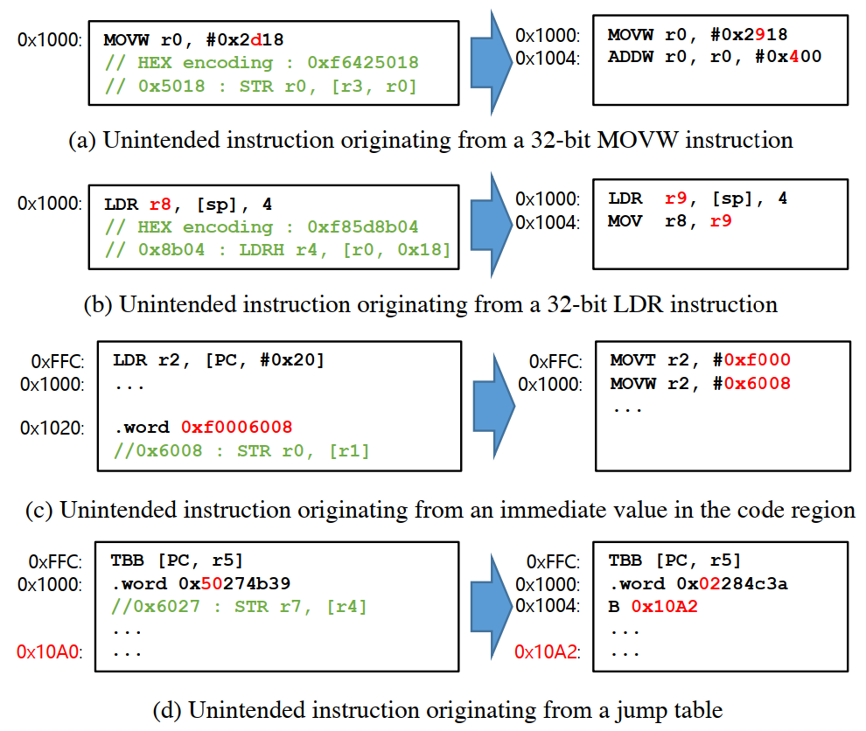 0x1000: MOVW r0, #0x2d18
// HEX encoding : 0xf6425018
// 0x5018 : STR r0, [r3, r0]
0x1000: MOVW r0, #0x2918
0x1004: ADDW r0, r0, #0x400
(a) Unintended instruction originating from a 32-bit MOVW instruction
0x1000: LDR r8, [sp], 4
// HEX encoding : 0xf85d8b04
// 0x8b04 : LDRH r4, [r0, 0x18]
0x1000: LDR r9, [sp], 4
0x1004: MOV r8, r9
(b) Unintended instruction originating from a 32-bit LDR instruction
0xFFC: LDR r2, [PC, #0x20]
0x1000: ...
0x1020: .word 0xf0006008
//0x6008 : STR r0, [r1]
0xFFC: MOVT r2, #0xf000
0x1000: MOVW r2, #0x6008
...
(c) Unintended instruction originating from an immediate value in the code region
0xFFC: TBB [PC, r5]
0x1000: .word 0x50274b39
//0x6027 : STR r7, [r4]
...
0x10A0: ...
0xFFC: TBB [PC, r5]
0x1000: .word 0x02284c3a
0x1004: B 0x10A2
...
0x10A2: ...
(d) Unintended instruction originating from a jump table